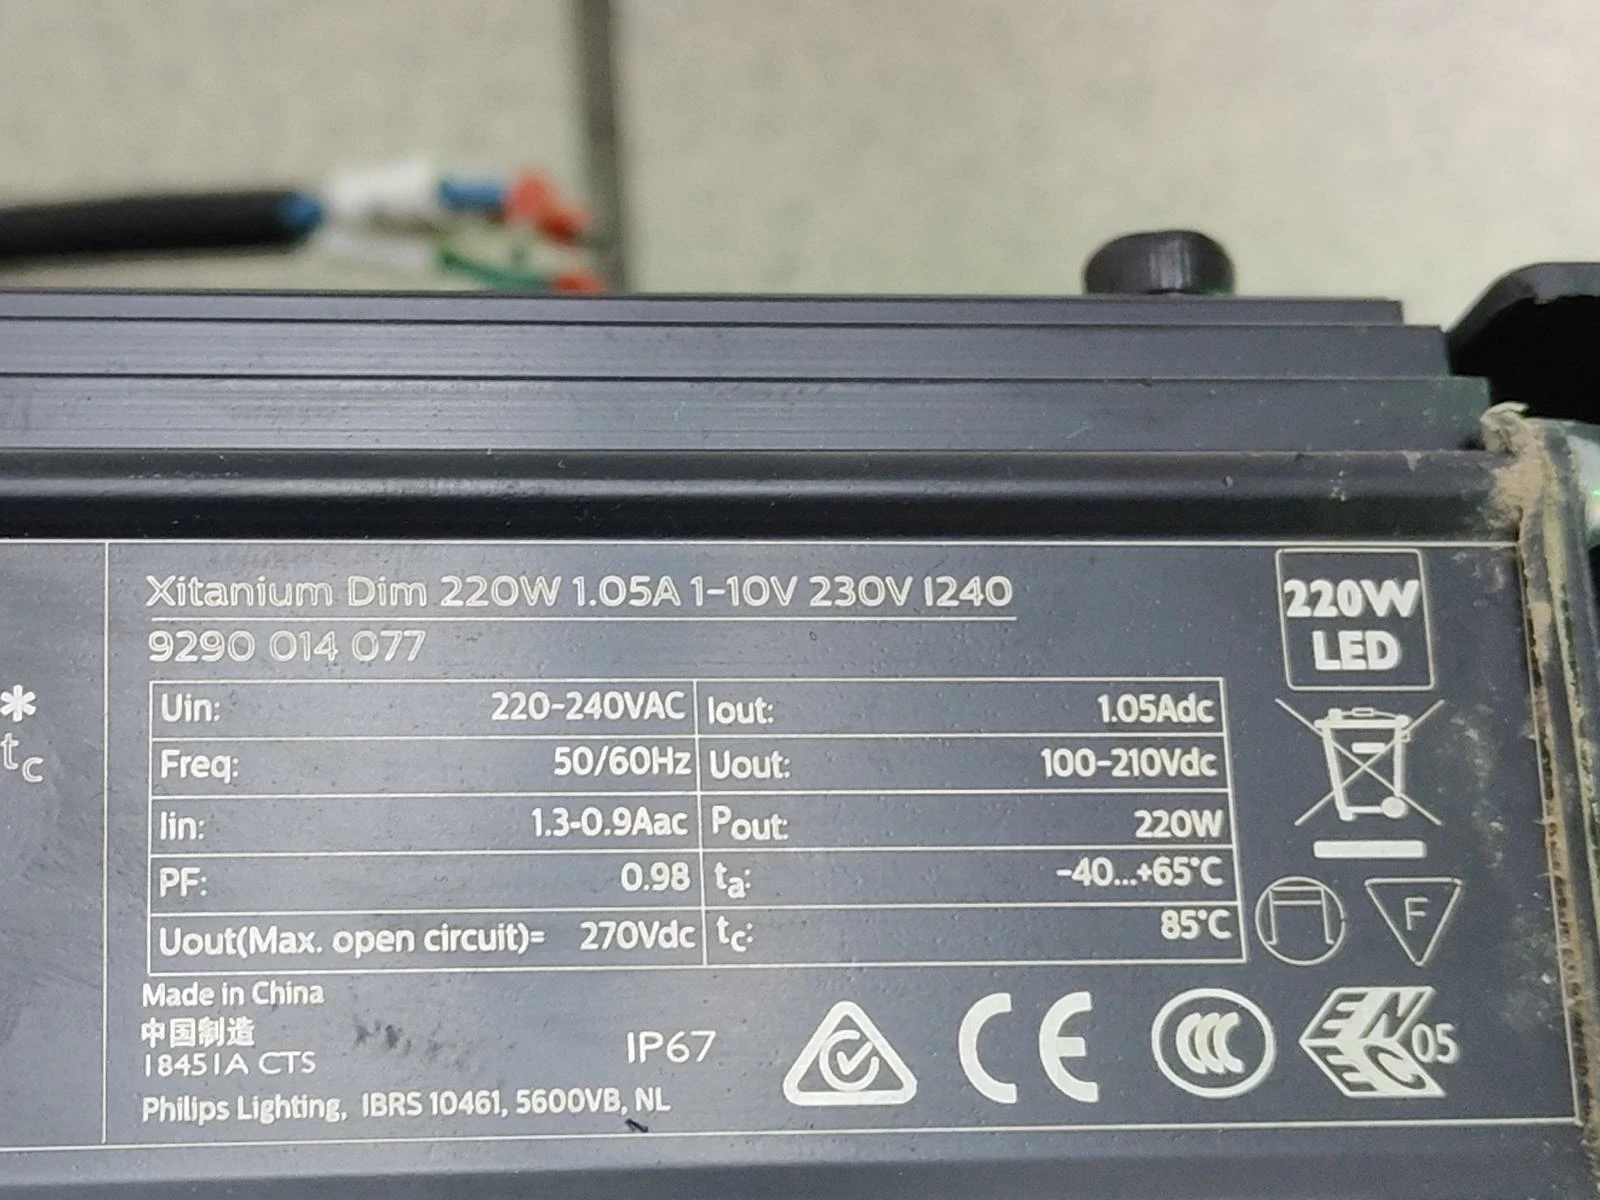 Xitanium Dim 220W 1.05A 1-10V 230V I240
9290 014 077
220W
LED
*
tc
Uin: 220-240VAC Iout: 1.05Adc
Freq: 50/60Hz Uout: 100-210Vdc
Iin: 1.3-0.9Aac Pout: 220W
PF: 0.98 ta: -40...+65°C
Uout(Max. open circuit)= 270Vdc tc: 85°C
F
Made in China
中国制造
18451A CTS
IP67
CE
CCC
ENEC 05
Philips Lighting, IBRS 10461, 5600VB, NL